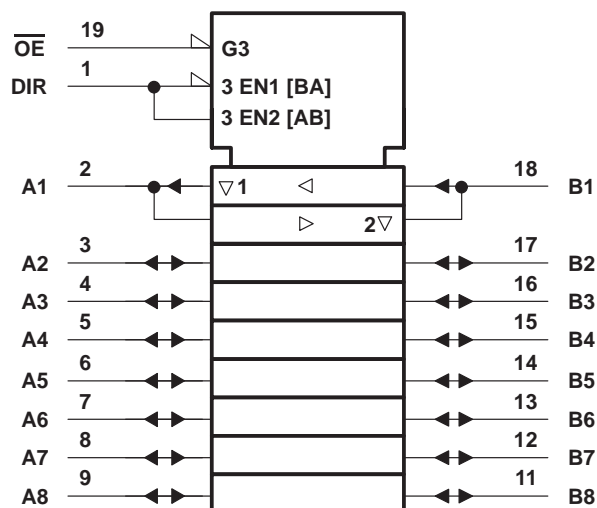 19
OE G3
1
DIR 3 EN1 [BA]
3 EN2 [AB]
2 18
A1 ▽ 1 ◁ B1
▷ 2 ▽
3 17
A2 B2
4 16
A3 B3
5 15
A4 B4
6 14
A5 B5
7 13
A6 B6
8 12
A7 B7
9 11
A8 B8